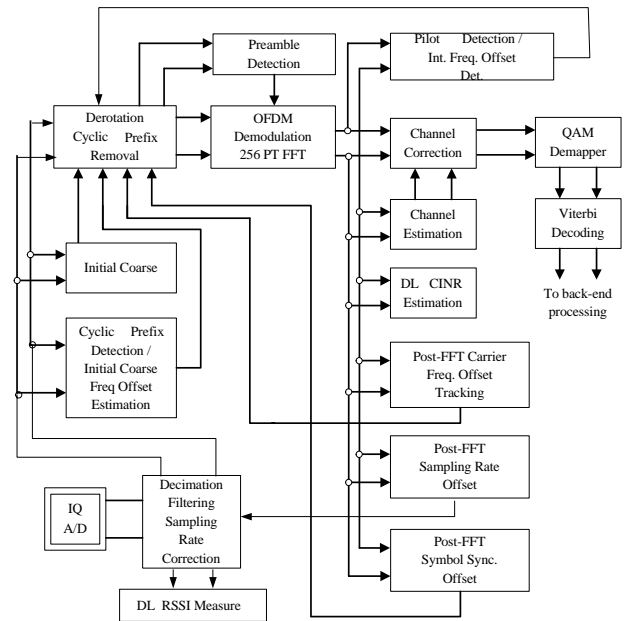 Preamble
Detection
Pilot Detection /
Int. Freq. Offset
Det.
Derotation
Cyclic Prefix
Removal
OFDM
Demodulation
256 PT FFT
Channel
Correction
QAM
Demapper
Channel
Estimation
Viterbi
Decoding
Initial Coarse
DL CINR
Estimation
To back-end
processing
Cyclic Prefix
Detection /
Initial Coarse
Freq Offset
Estimation
Post-FFT Carrier
Freq. Offset
Tracking
Post-FFT
Sampling Rate
Offset
IQ
A/D
Decimation
Filtering
Sampling
Rate
Correction
Post-FFT
Symbol Sync.
Offset
DL RSSI Measure